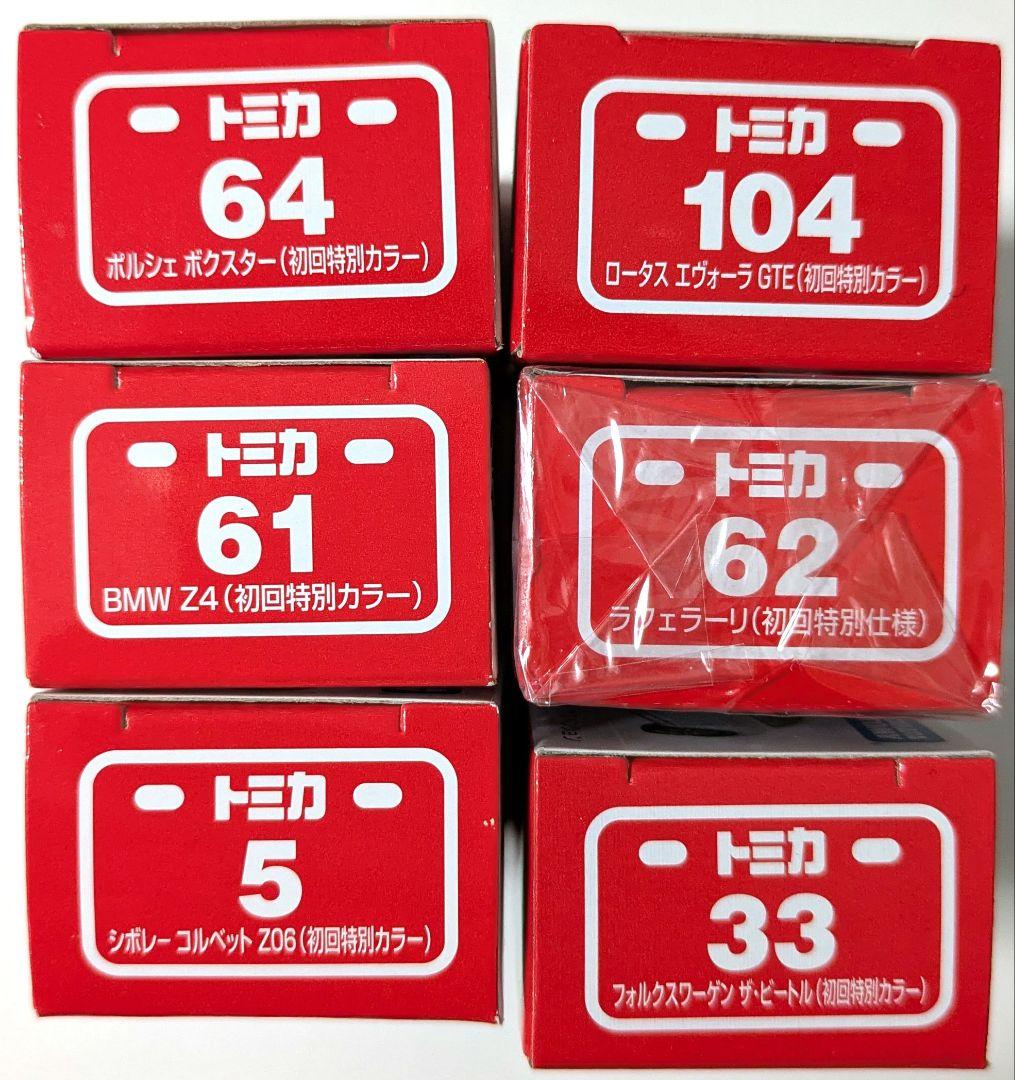 トミカ
64
ポルシェ ボクスター(初回特別カラー)
トミカ
104
ロータス エヴォーラ GTE(初回特別カラー)
トミカ
61
BMW Z4(初回特別カラー)
トミカ
62
ラフェラーリ(初回特別仕様)
トミカ
5
シボレー コルベット Z06(初回特別カラー)
トミカ
33
フォルクスワーゲン ザ・ビートル(初回特別カラー)